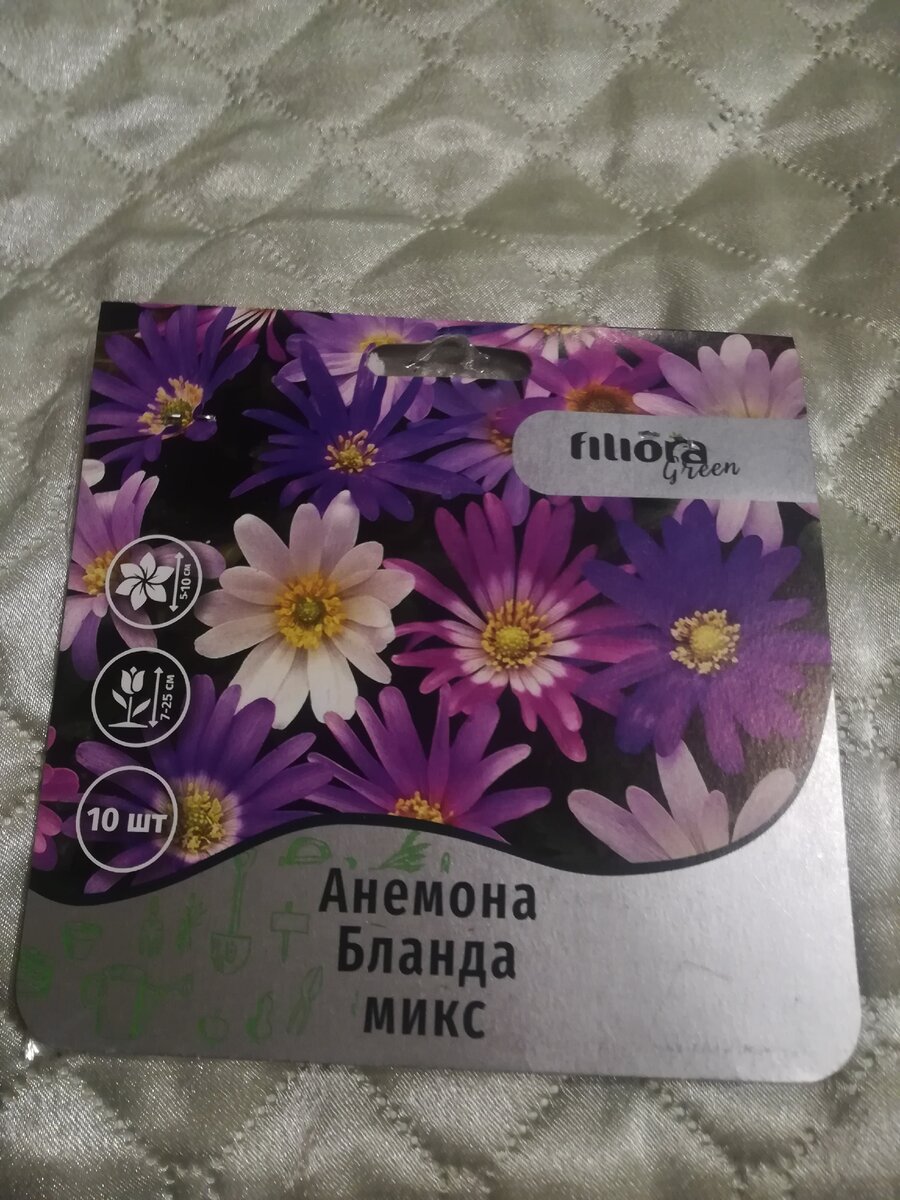 filiora
Green
5-10 см
7-25 см
10 шт
Анемона
Бланда
микс